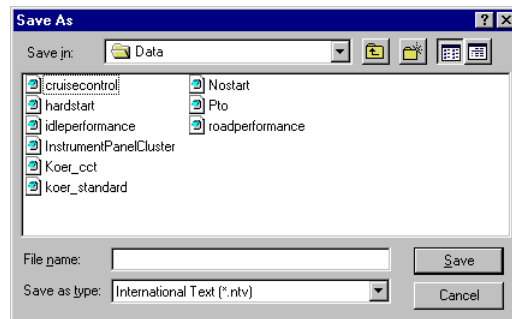 Save As
Save in: Data
cruisecontrol Nostart
hardstart Pto
idleperformance roadperformance
InstrumentPanelCluster
Koer_cct
koer_standard
File name: Save
Save as type: International Text (*.ntv) Cancel